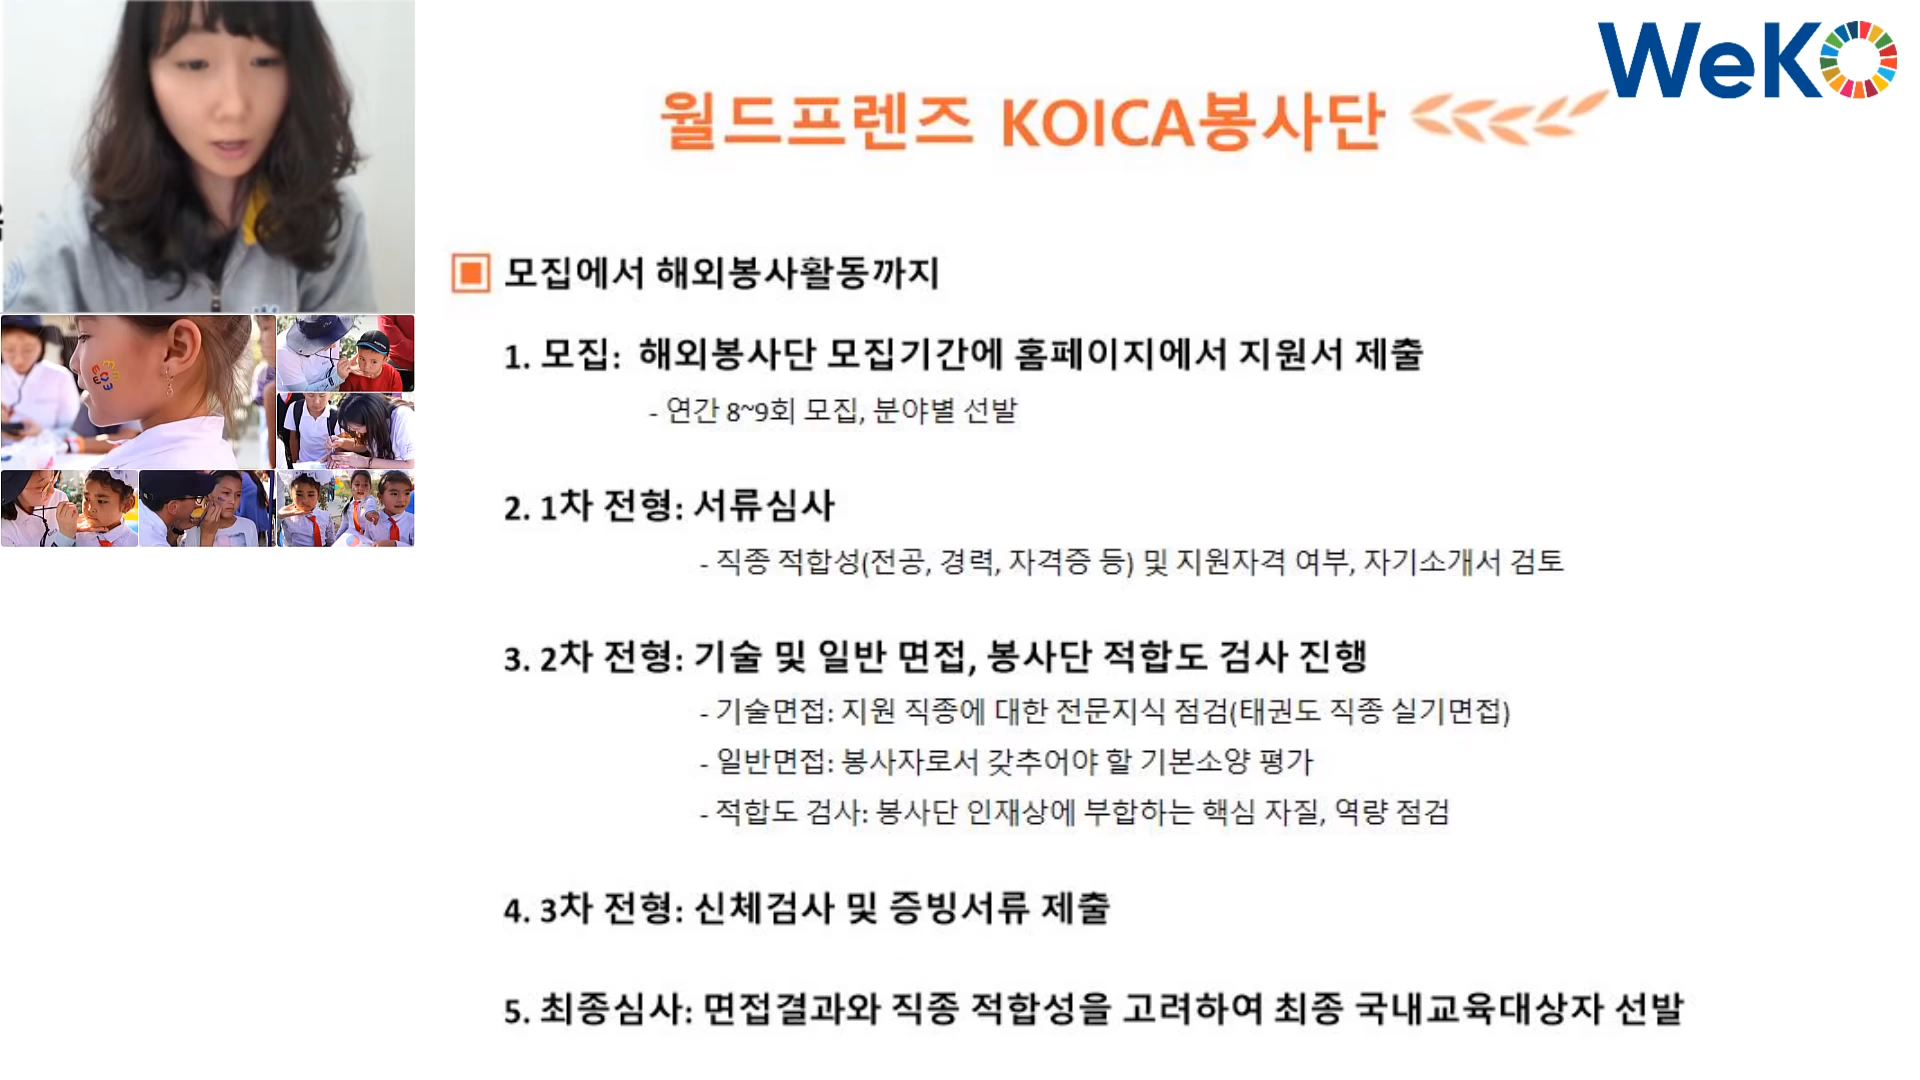 WeKO
월드프렌즈 KOICA봉사단
모집에서 해외봉사활동까지
1. 모집: 해외봉사단 모집기간에 홈페이지에서 지원서 제출
- 연간 8~9회 모집, 분야별 선발
2. 1차 전형: 서류심사
- 직종 적합성(전공, 경력, 자격증 등) 및 지원자격 여부, 자기소개서 검토
3. 2차 전형: 기술 및 일반 면접, 봉사단 적합도 검사 진행
- 기술면접: 지원 직종에 대한 전문지식 점검(태권도 직종 실기면접)
- 일반면접: 봉사자로서 갖추어야 할 기본소양 평가
- 적합도 검사: 봉사단 인재상에 부합하는 핵심 자질, 역량 점검
4. 3차 전형: 신체검사 및 증빙서류 제출
5. 최종심사: 면접결과와 직종 적합성을 고려하여 최종 국내교육대상자 선발